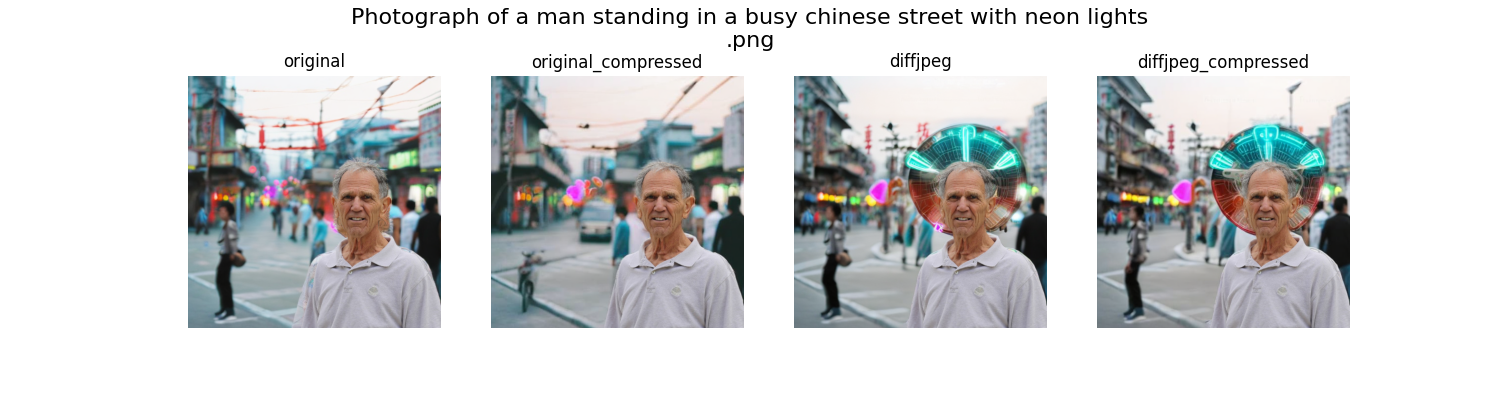 Photograph of a man standing in a busy chinese street with neon lights
.png
original
original_compressed
diffjpeg
diffjpeg_compressed